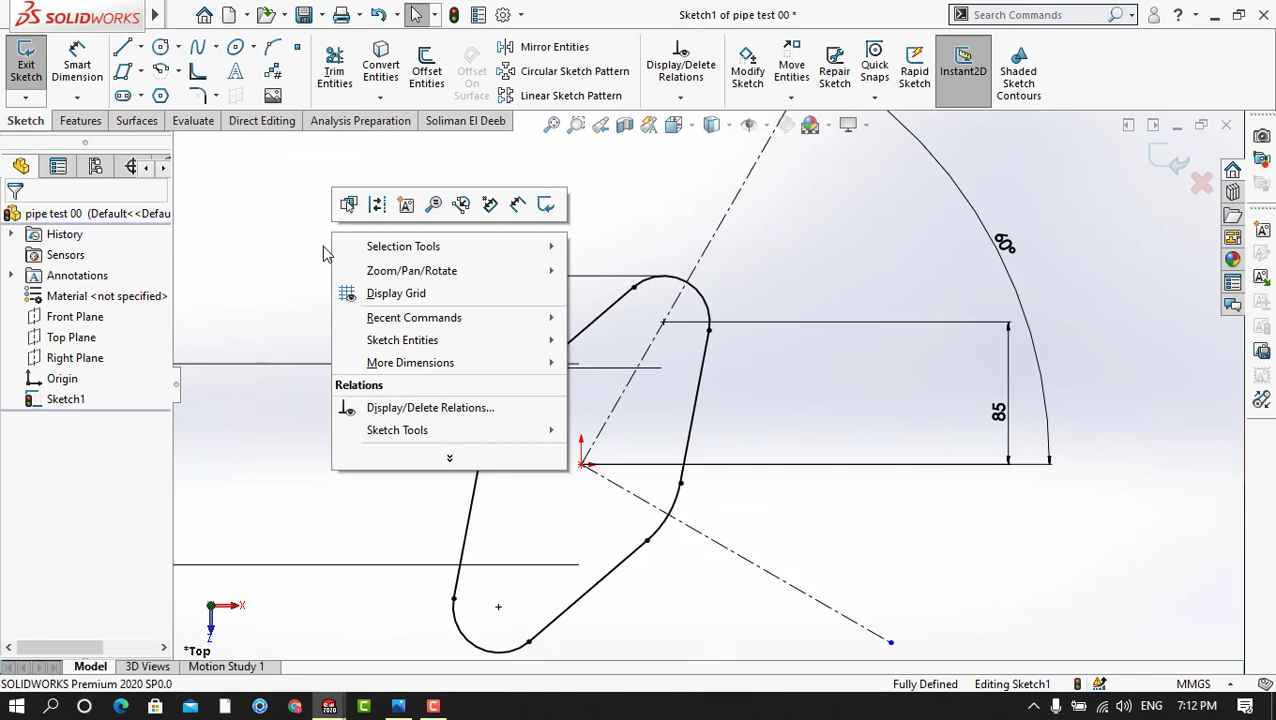 SOLIDWORKS
Sketch1 of pipe test 00 *
Search Commands
Exit Sketch
Smart Dimension
Trim Entities
Convert Entities
Offset Entities
Offset On Surface
Mirror Entities
Circular Sketch Pattern
Linear Sketch Pattern
Display/Delete Relations
Modify Sketch
Move Entities
Repair Sketch
Quick Snaps
Rapid Sketch
Instant2D
Shaded Sketch Contours
Sketch
Features
Surfaces
Evaluate
Direct Editing
Analysis Preparation
Soliman El Deeb
pipe test 00 (Default<<Defau
History
Sensors
Annotations
Material <not specified>
Front Plane
Top Plane
Right Plane
Origin
Sketch1
Selection Tools
Zoom/Pan/Rotate
Display Grid
Recent Commands
Sketch Entities
More Dimensions
Relations
Display/Delete Relations...
Sketch Tools
60°
85
X
Z
*Top
Model
3D Views
Motion Study 1
SOLIDWORKS Premium 2020 SP0.0
Fully Defined
Editing Sketch1
MMGS
ENG
7:12 PM